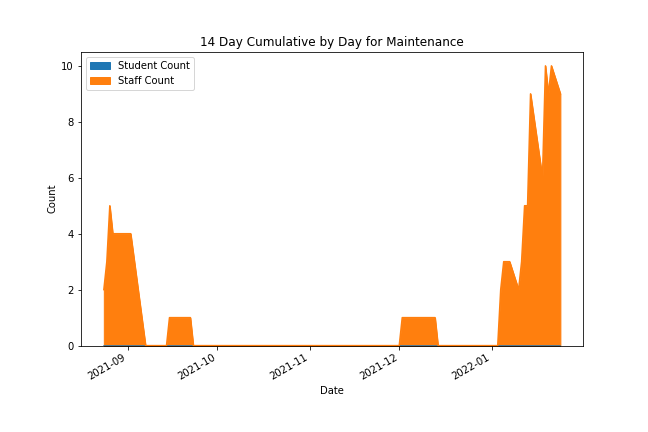 14 Day Cumulative by Day for Maintenance
Student Count
Staff Count
10
8
6
4
2
0
Count
2021-09
2021-10
2021-11
2021-12
2022-01
Date